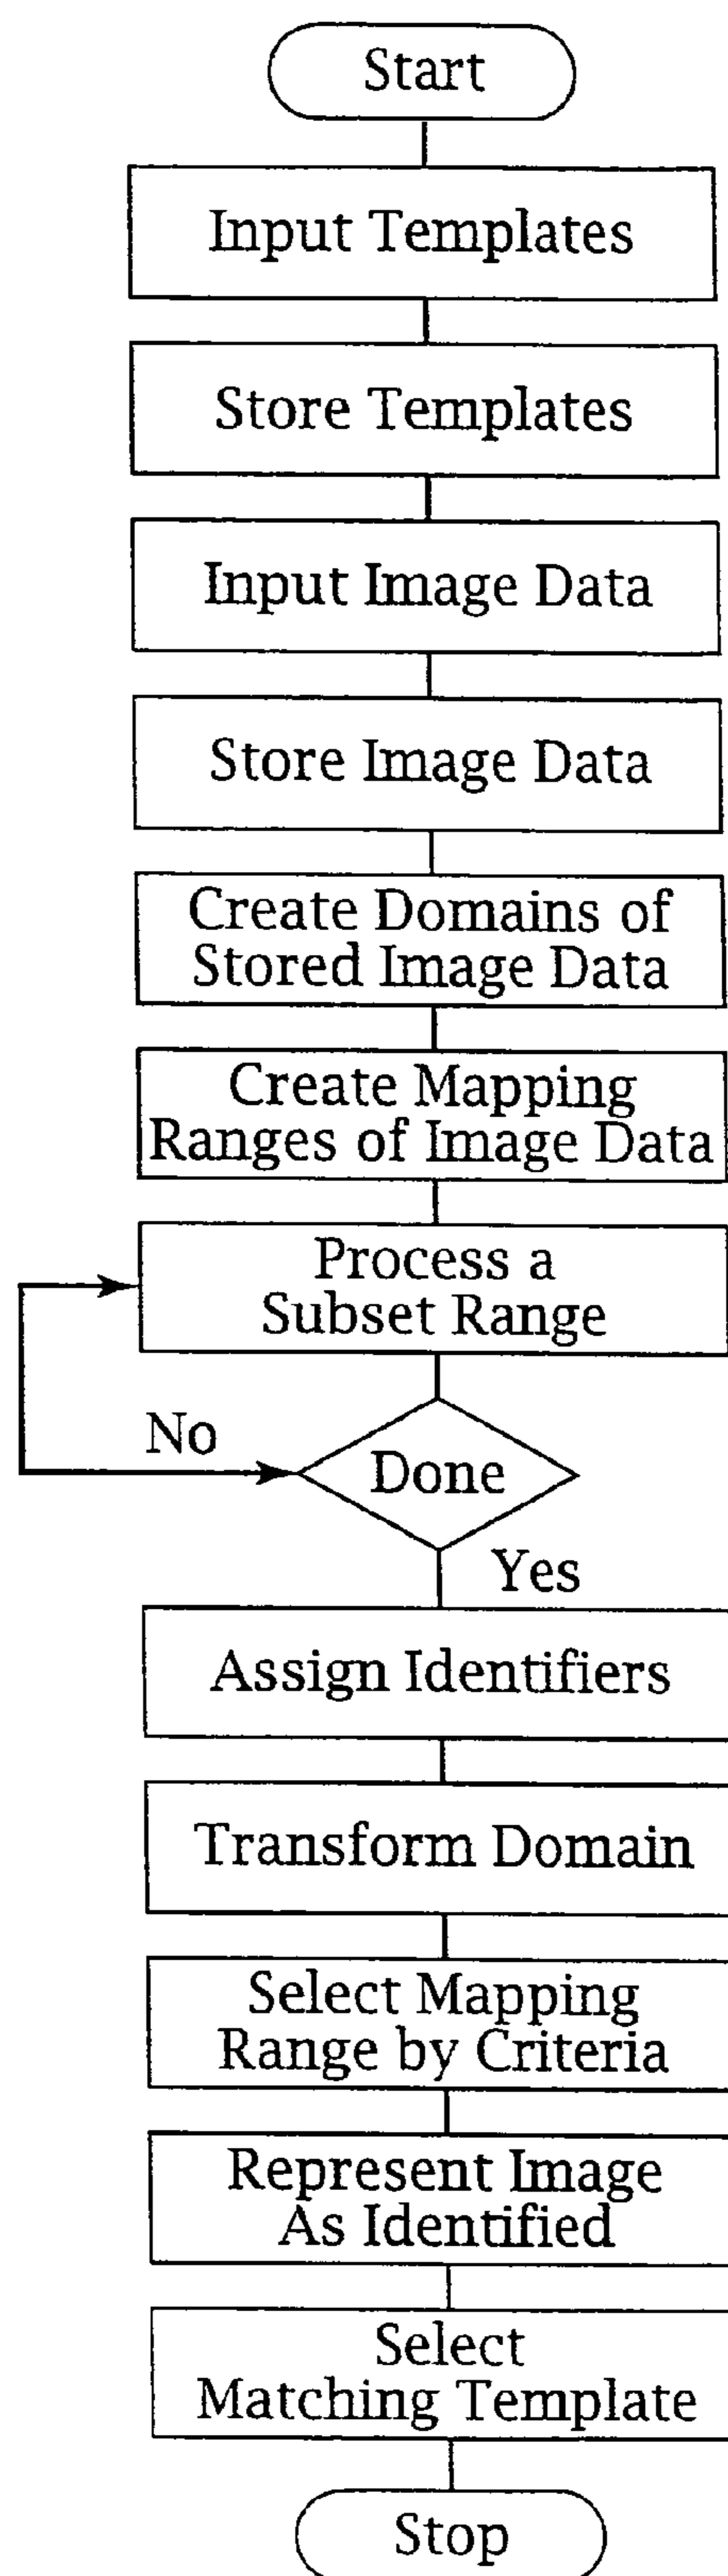 Start
Input Templates
Store Templates
Input Image Data
Store Image Data
Create Domains of
Stored Image Data
Create Mapping
Ranges of Image Data
Process a
Subset Range
No
Done
Yes
Assign Identifiers
Transform Domain
Select Mapping
Range by Criteria
Represent Image
As Identified
Select
Matching Template
Stop